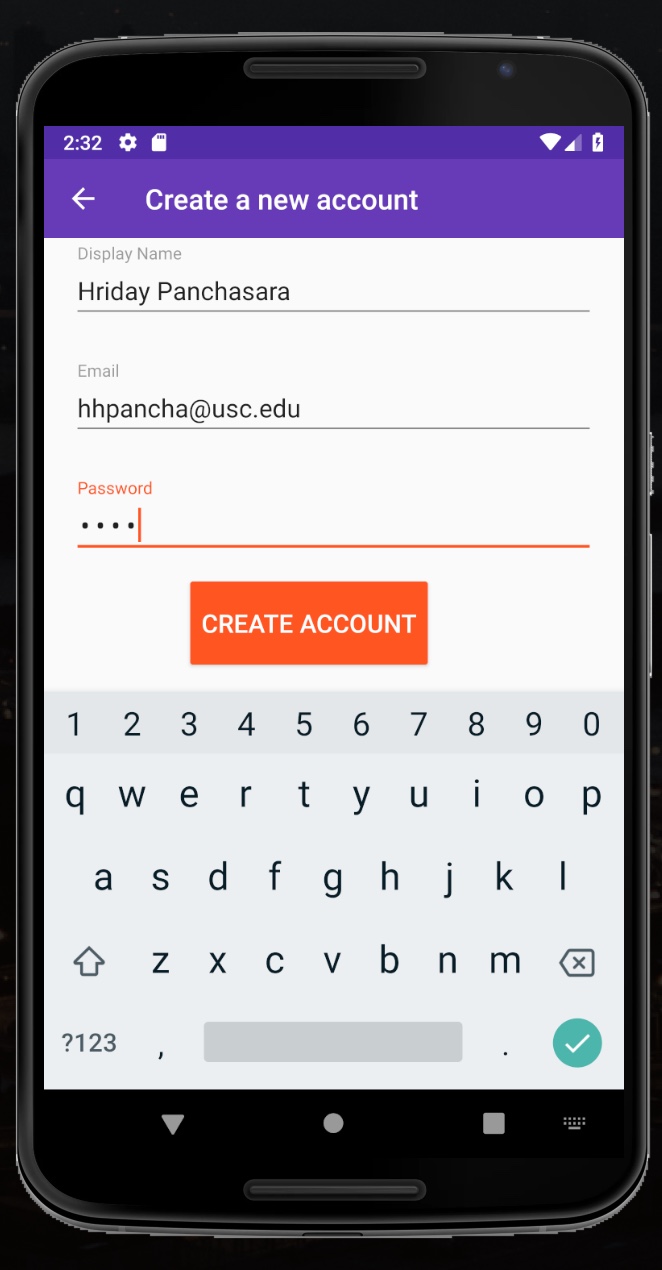 2:32
Create a new account
Display Name
Hriday Panchasara
Email
hhpancha@usc.edu
Password
••••
CREATE ACCOUNT
1 2 3 4 5 6 7 8 9 0
q w e r t y u i o p
a s d f g h j k l
z x c v b n m
?123 , .